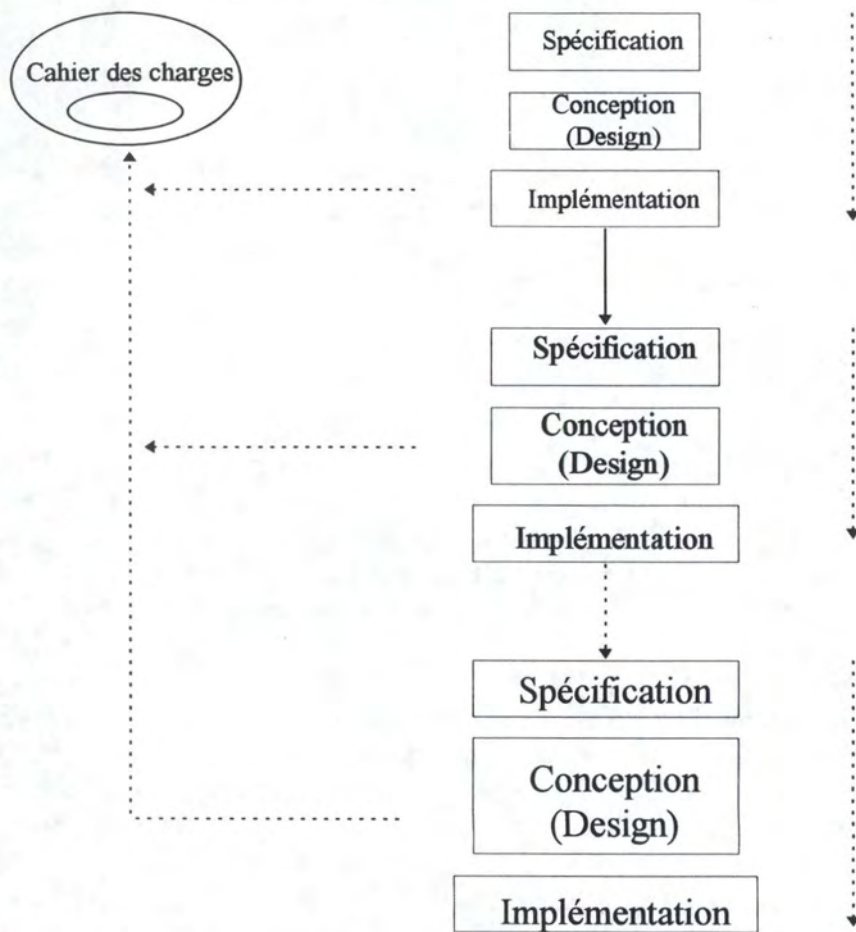 Cahier des charges
Spécification
Conception
(Design)
Implémentation
Spécification
Conception
(Design)
Implémentation
Spécification
Conception
(Design)
Implémentation